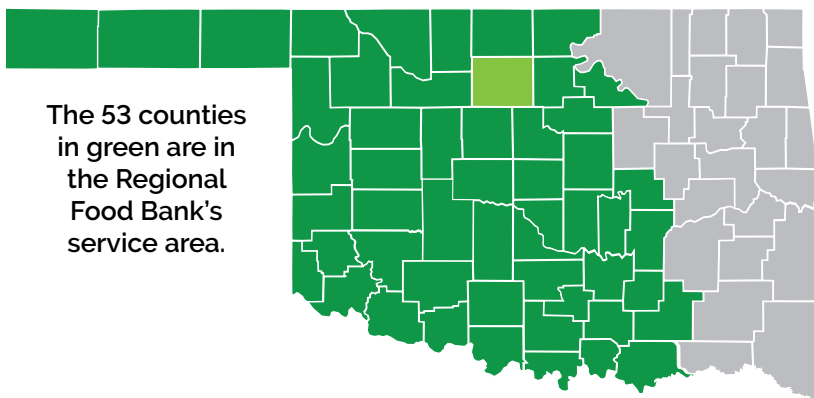 The 53 counties
in green are in
the Regional
Food Bank's
service area.